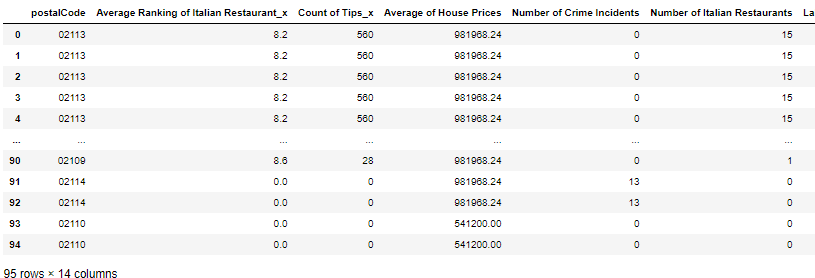 postalCode Average Ranking of Italian Restaurant_x Count of Tips_x Average of House Prices Number of Crime Incidents Number of Italian Restaurants La
0 02113 8.2 560 981968.24 0 15
1 02113 8.2 560 981968.24 0 15
2 02113 8.2 560 981968.24 0 15
3 02113 8.2 560 981968.24 0 15
4 02113 8.2 560 981968.24 0 15
... ... ... ... ... ... ...
90 02109 8.6 28 981968.24 0 1
91 02114 0.0 0 981968.24 13 0
92 02114 0.0 0 981968.24 13 0
93 02110 0.0 0 541200.00 0 0
94 02110 0.0 0 541200.00 0 0
95 rows × 14 columns